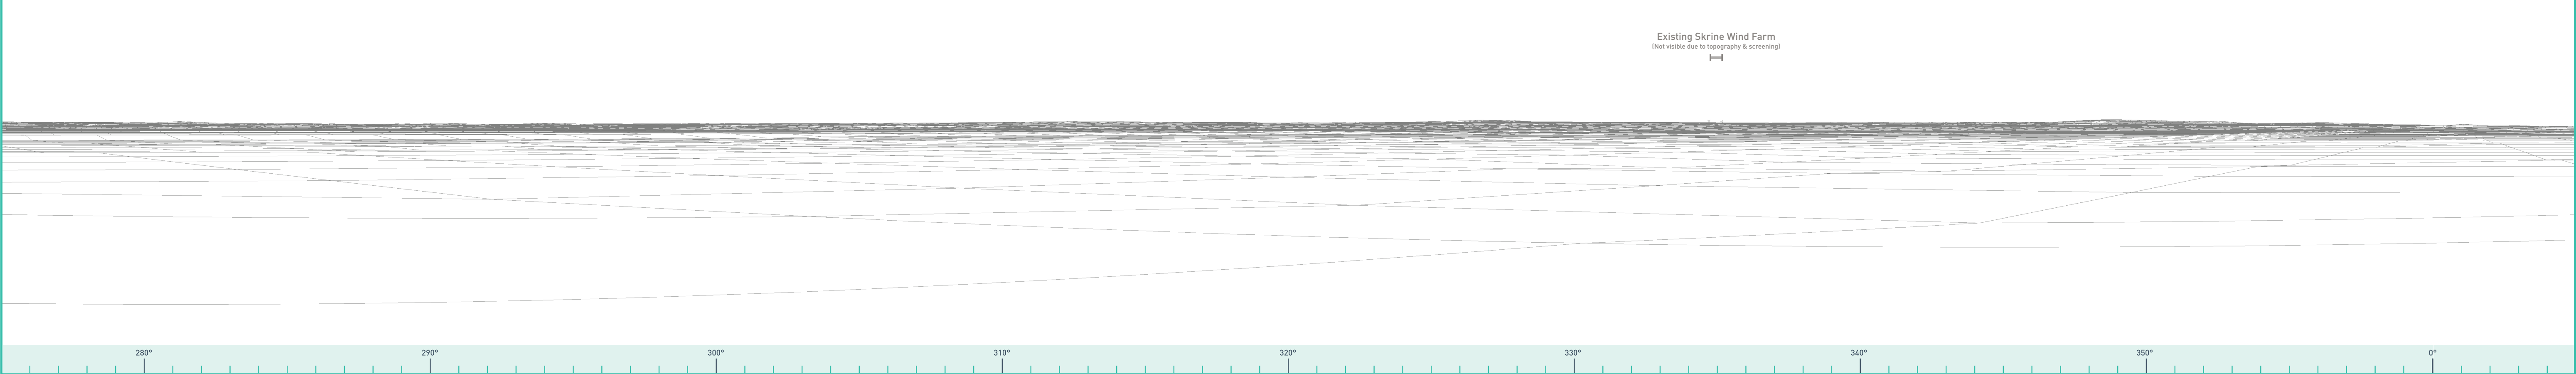 Existing Skrine Wind Farm
(Not visible due to topography & screening)
280° 290° 300° 310° 320° 330° 340° 350° 0°